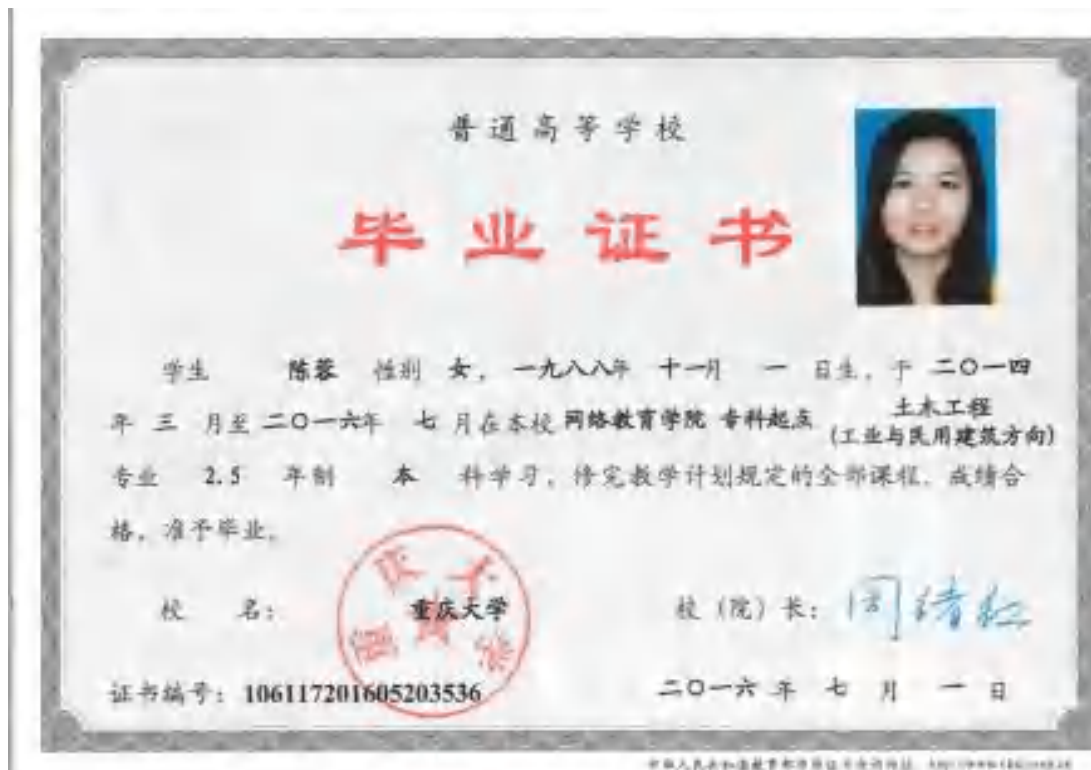 普通高等学校
毕业证书
学生 陈蓉 性别 女，一九八八年 十一月 一 日生，于 二〇一四
年 三 月至 二〇一六年 七 月在本校 网络教育学院 专科起点 土木工程
(工业与民用建筑方向)
专业 2.5 年制 本 科学习，修完教学计划规定的全部课程，成绩合
格，准予毕业。
校 名： 重庆大学 校（院）长： 周绪红
证书编号：106117201605203536 二〇一六 年 七 月 一 日